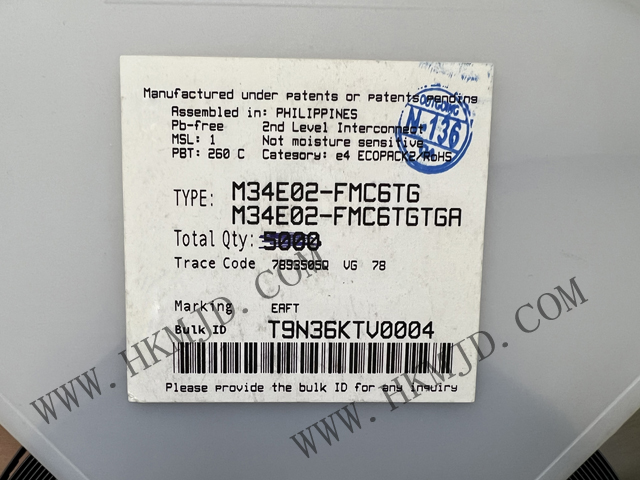 Manufactured under patents or patents pending
Assembled in: PHILIPPINES
Pb-free 2nd Level Interconnect
MSL: 1 Not moisture sensitive
PBT: 260 C Category: e4 ECOPACK2/RoHS
OUTGOING
N-136
TYPE: M34E02-FMC6TG
M34E02-FMC6TGTGA
Total Qty: 5000
Trace Code 7893505Q VG 78
Marking EAFT
Bulk ID T9N36KTV0004
Please provide the bulk ID for any inquiry
WWW.HKMJD.COM
WWW.HKMJD.COM